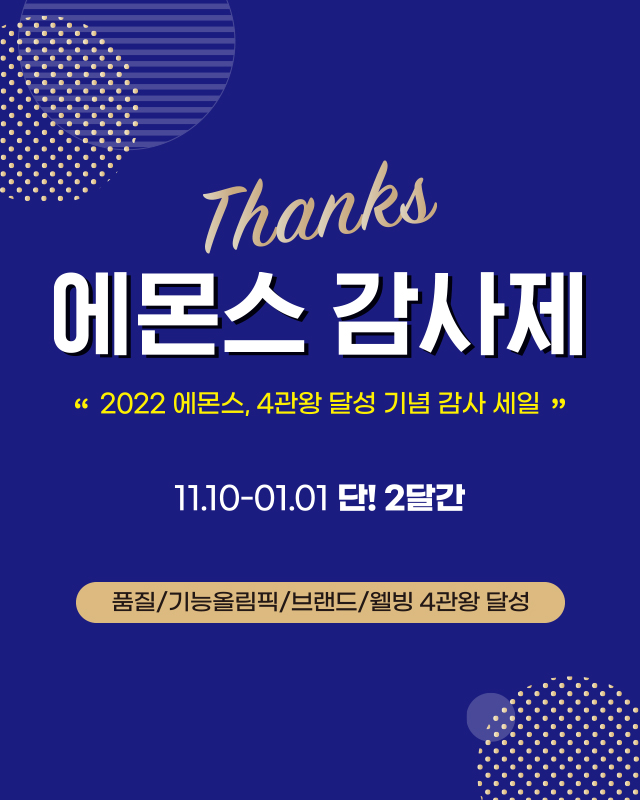 Thanks
에몬스 감사제
“ 2022 에몬스, 4관왕 달성 기념 감사 세일 ”
11.10-01.01 단! 2달간
품질/기능올림픽/브랜드/웰빙 4관왕 달성